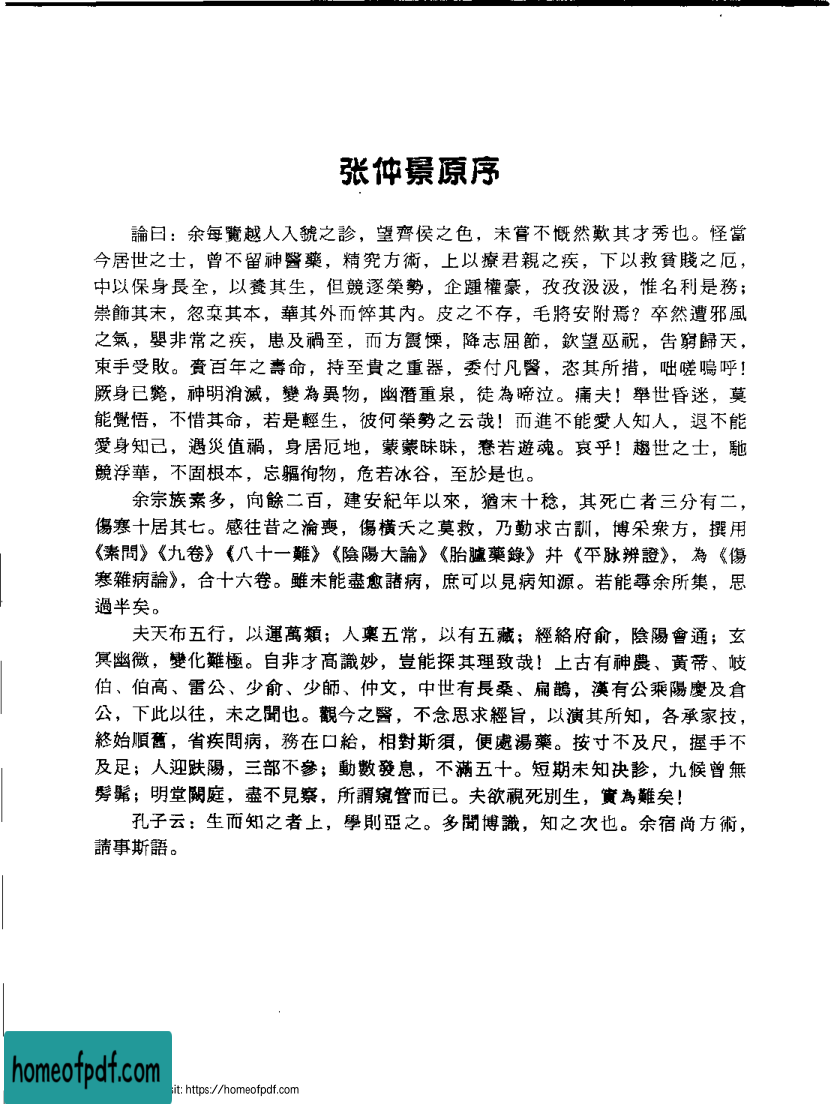 张仲景原序
論曰：余每覽越人入虢之診，望齊侯之色，未嘗不慨然歎其才秀也。怪當
今居世之士，曾不留神醫藥，精究方術，上以療君親之疾，下以救貧賤之厄，
中以保身長全，以養其生，但競逐榮勢，企踵權豪，孜孜汲汲，惟名利是務；
崇飾其末，忽棄其本，華其外而悴其內。皮之不存，毛將安附焉？卒然遭邪風
之氣，嬰非常之疾，患及禍至，而方震慄，降志屈節，欽望巫祝，告窮歸天，
束手受敗。賫百年之壽命，持至貴之重器，委付凡醫，恣其所措，咄嗟嗚呼！
厥身已斃，神明消滅，變為異物，幽潛重泉，徒為啼泣。痛夫！舉世昏迷，莫
能覺悟，不惜其命，若是輕生，彼何榮勢之云哉！而進不能愛人知人，退不能
愛身知己，遇災值禍，身居厄地，蒙蒙昧昧，惷若遊魂。哀乎！趨世之士，馳
競浮華，不固根本，忘軀徇物，危若冰谷，至於是也。
余宗族素多，向餘二百，建安紀年以來，猶未十稔，其死亡者三分有二，
傷寒十居其七。感往昔之淪喪，傷橫夭之莫救，乃勤求古訓，博采衆方，撰用
《素問》《九卷》《八十一難》《陰陽大論》《胎臚藥錄》并《平脉辨證》，為《傷
寒雜病論》，合十六卷。雖未能盡愈諸病，庶可以見病知源。若能尋余所集，思
過半矣。
夫天布五行，以運萬類；人稟五常，以有五藏；經絡府俞，陰陽會通；玄
冥幽微，變化難極。自非才高識妙，豈能探其理致哉！上古有神農、黃帝、岐
伯、伯高、雷公、少俞、少師、仲文，中世有長桑、扁鵲，漢有公乘陽慶及倉
公，下此以往，未之聞也。觀今之醫，不念思求經旨，以演其所知，各承家技，
終始順舊，省疾問病，務在口給，相對斯須，便處湯藥。按寸不及尺，握手不
及足；人迎趺陽，三部不參；動數發息，不滿五十。短期未知決診，九候曾無
髣髴；明堂闕庭，盡不見察，所謂窺管而已。夫欲視死別生，實為難矣！
孔子云：生而知之者上，學則亞之。多聞博識，知之次也。余宿尚方術，
請事斯語。
homeofpdf.com
sit: https://homeofpdf.com